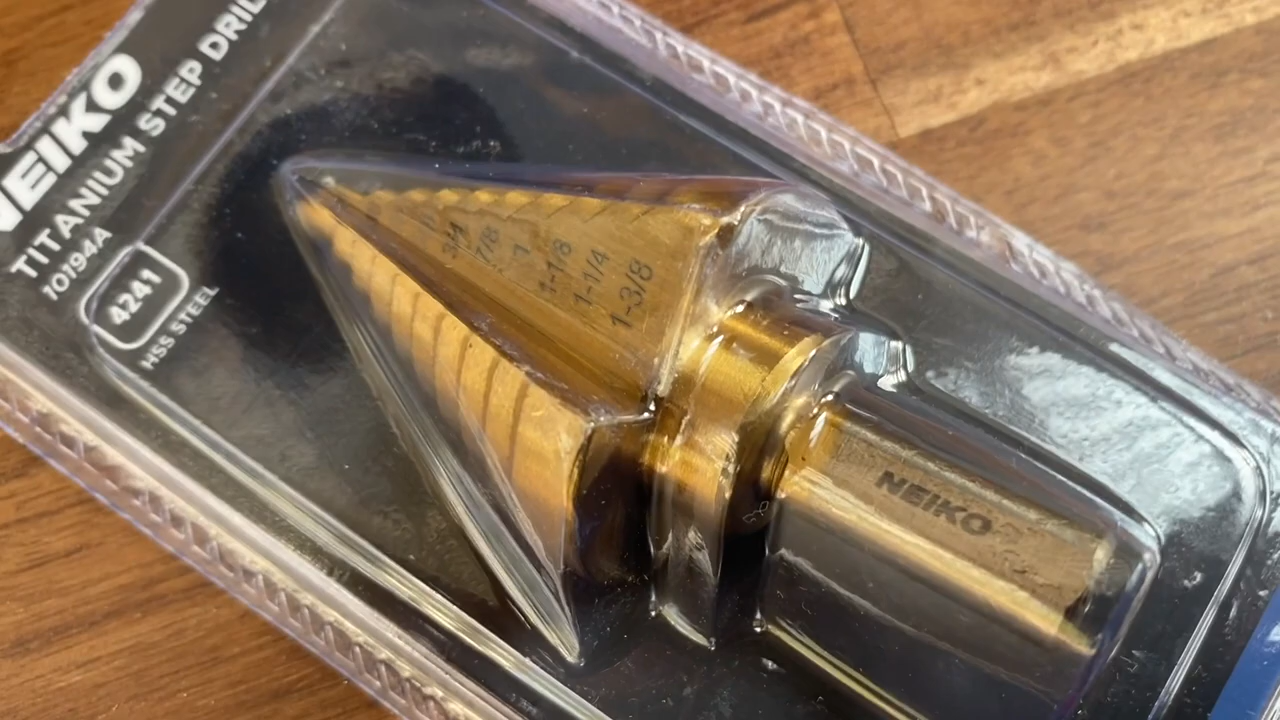 NEIKO
TITANIUM STEP DRIL
10194A
4241
HSS STEEL
3/4
7/8
1
1-1/8
1-1/4
1-3/8
NEIKO